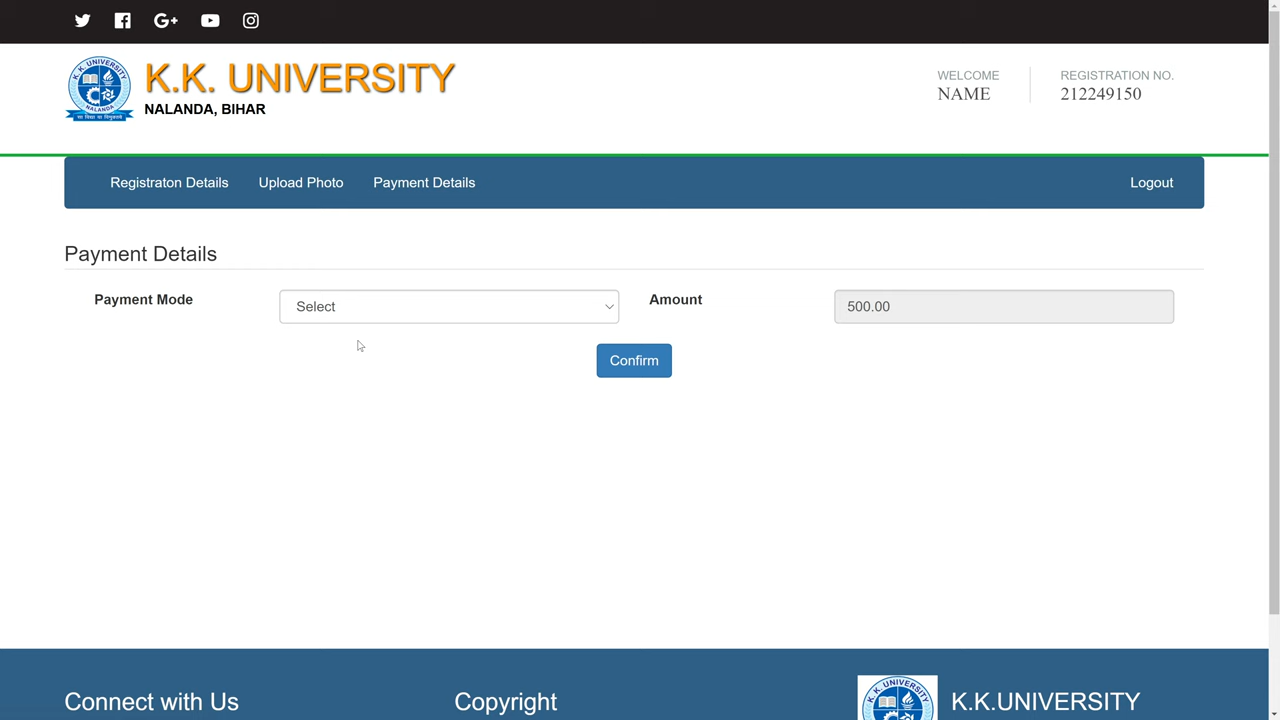 K.K. UNIVERSITY
NALANDA, BIHAR
WELCOME
NAME
REGISTRATION NO.
212249150
Registraton Details
Upload Photo
Payment Details
Logout
Payment Details
Payment Mode
Select
Amount
500.00
Confirm
Connect with Us
Copyright
K.K.UNIVERSITY